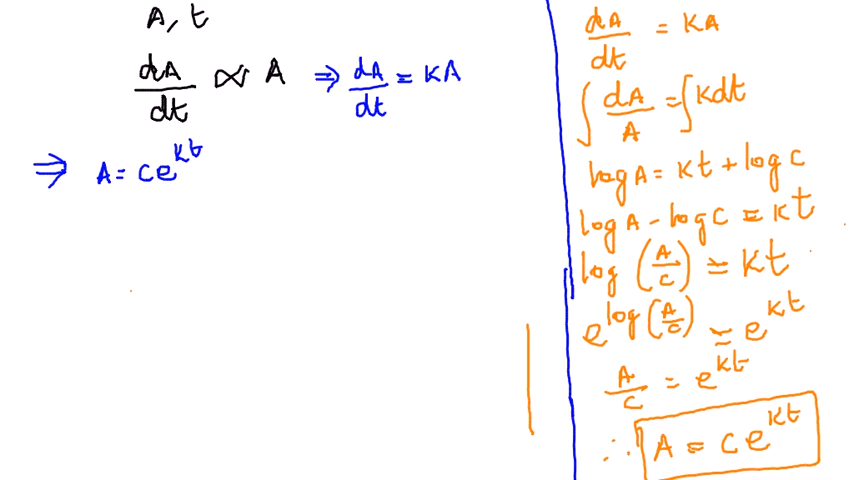 A, t
dA/dt ∝ A ⇒ dA/dt = KA
⇒ A = ce^{Kt}
dA/dt = KA
∫ dA/A = ∫ Kdt
log A = Kt + log C
log A - log C = Kt
log (A/C) = Kt
e^{log (A/C)} = e^{Kt}
A/C = e^{Kt}
∴ A = C e^{Kt}